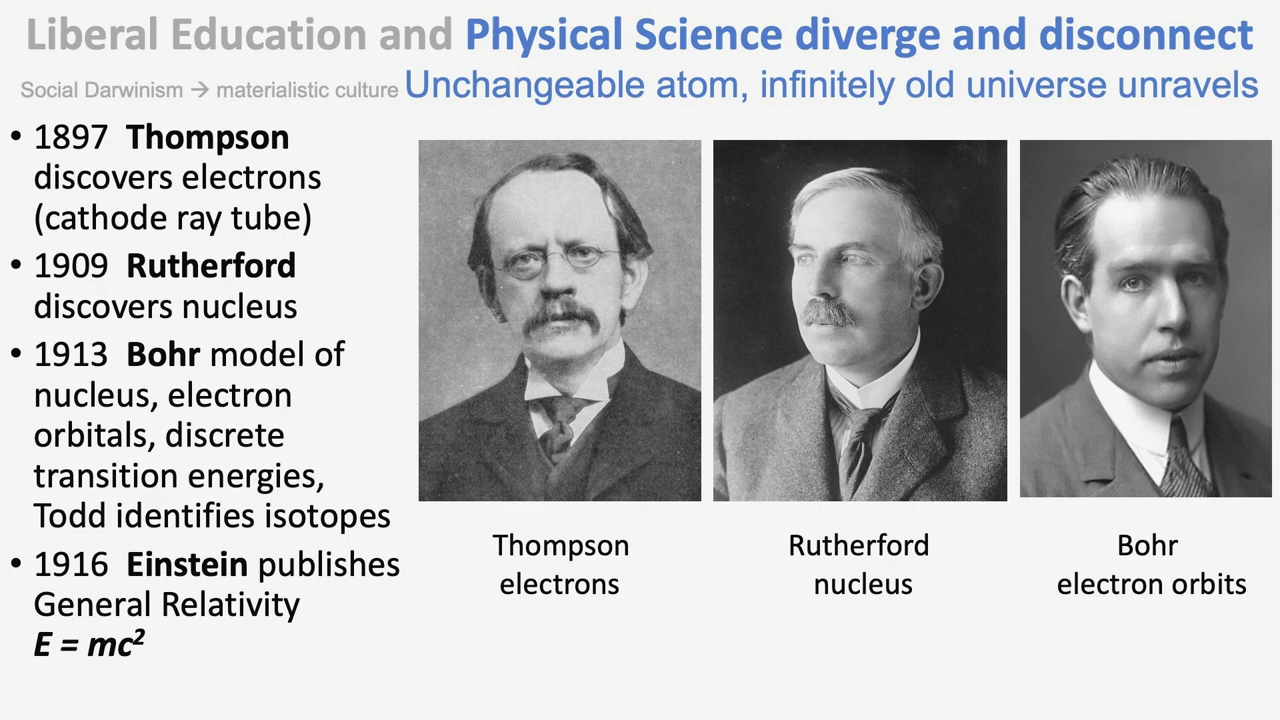 Liberal Education and Physical Science diverge and disconnect
Social Darwinism → materialistic culture Unchangeable atom, infinitely old universe unravels
• 1897 Thompson
discovers electrons
(cathode ray tube)
• 1909 Rutherford
discovers nucleus
• 1913 Bohr model of
nucleus, electron
orbitals, discrete
transition energies,
Todd identifies isotopes
• 1916 Einstein publishes
General Relativity
E = mc²
Thompson
electrons
Rutherford
nucleus
Bohr
electron orbits